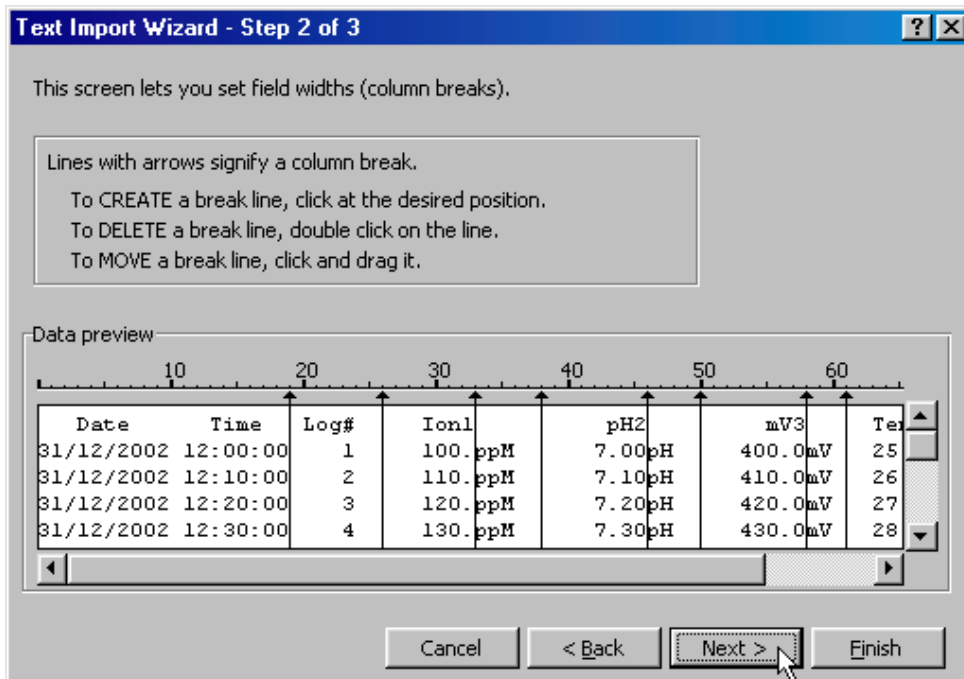 Text Import Wizard - Step 2 of 3
This screen lets you set field widths (column breaks).
Lines with arrows signify a column break.
To CREATE a break line, click at the desired position.
To DELETE a break line, double click on the line.
To MOVE a break line, click and drag it.
Data preview
10 20 30 40 50 60
Date Time Log# Ion1 pH2 mV3
31/12/2002 12:00:00 1 100.ppM 7.00pH 400.0mV 25
31/12/2002 12:10:00 2 110.ppM 7.10pH 410.0mV 26
31/12/2002 12:20:00 3 120.ppM 7.20pH 420.0mV 27
31/12/2002 12:30:00 4 130.ppM 7.30pH 430.0mV 28
Cancel < Back Next > Finish